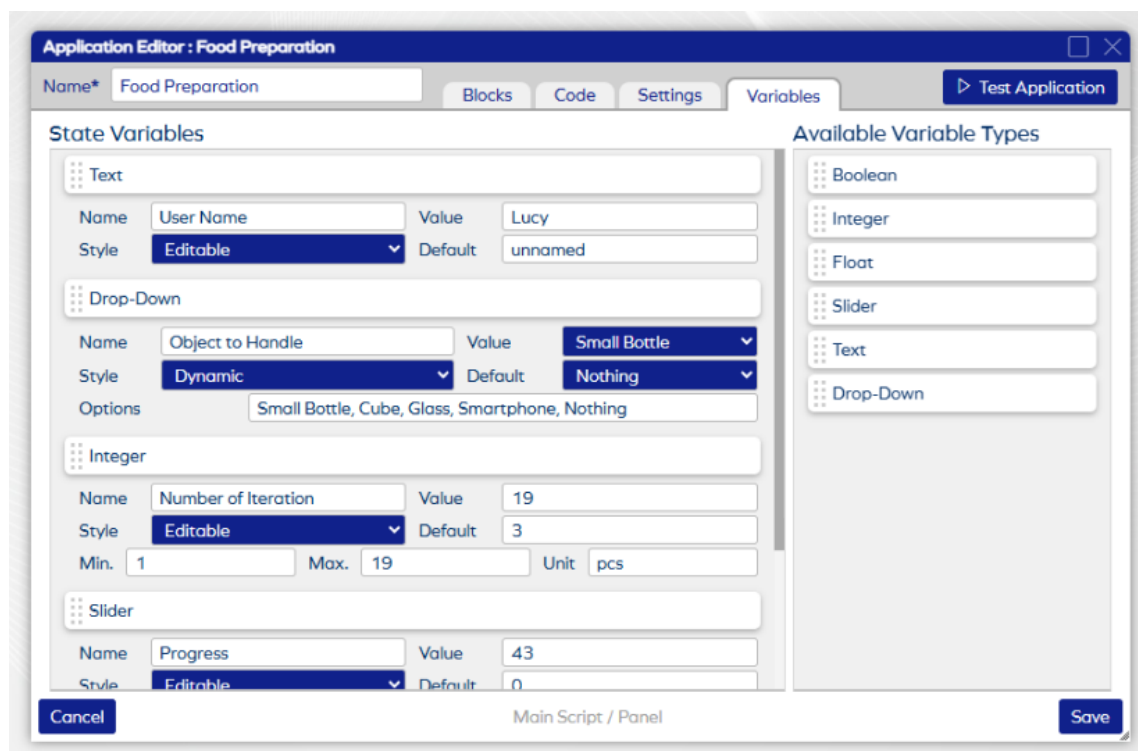 Application Editor : Food Preparation
Name* Food Preparation Blocks Code Settings Variables Test Application
State Variables
Text
Name User Name Value Lucy
Style Editable Default unnamed
Drop-Down
Name Object to Handle Value Small Bottle
Style Dynamic Default Nothing
Options Small Bottle, Cube, Glass, Smartphone, Nothing
Integer
Name Number of Iteration Value 19
Style Editable Default 3
Min. 1 Max. 19 Unit pcs
Slider
Name Progress Value 43
Style Editable Default 0
Available Variable Types
Boolean
Integer
Float
Slider
Text
Drop-Down
Cancel Main Script / Panel Save